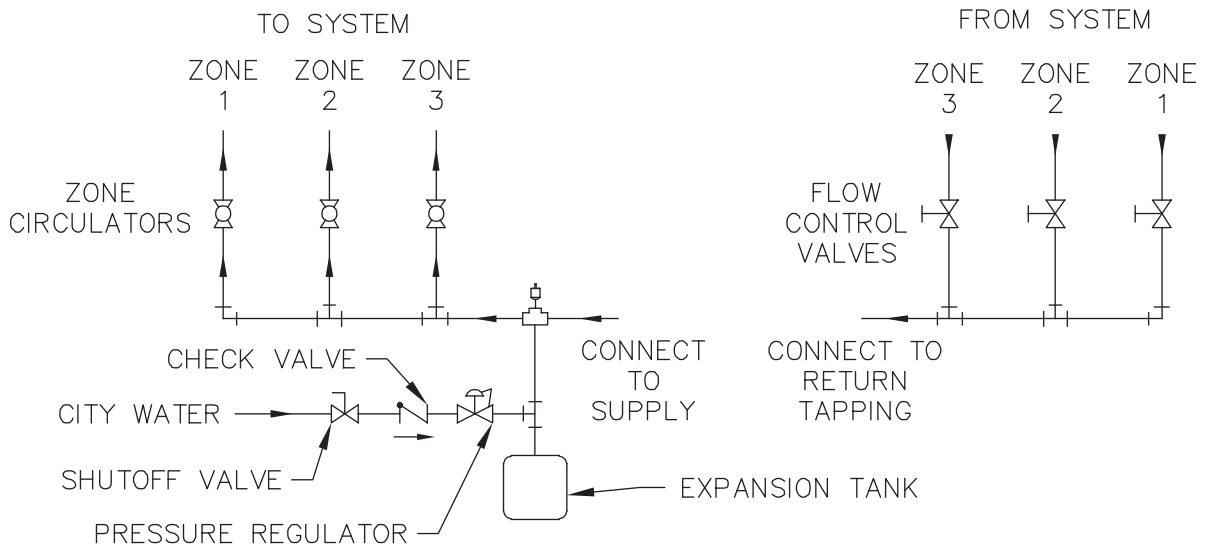 TO SYSTEM
ZONE 1
ZONE 2
ZONE 3
FROM SYSTEM
ZONE 3
ZONE 2
ZONE 1
ZONE
CIRCULATORS
FLOW
CONTROL
VALVES
CHECK VALVE
CONNECT
TO
SUPPLY
CONNECT TO
RETURN
TAPPING
CITY WATER
SHUTOFF VALVE
EXPANSION TANK
PRESSURE REGULATOR